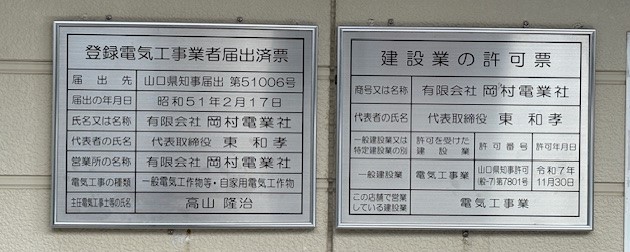 登録電気工事業者届出済票
届出先 山口県知事届出 第51006号
届出の年月日 昭和51年2月17日
氏名又は名称 有限会社 岡村電業社
代表者の氏名 代表取締役 東 和孝
営業所の名称 有限会社 岡村電業社
電気工事の種類 一般電気工作物等・自家用電気工作物
主任電気工事士等の氏名 高山 隆治
建設業の許可票
商号又は名称 有限会社 岡村電業社
代表者の氏名 代表取締役 東 和孝
一般建設業又は 許可を受けた 許可番号 許可年月日
特定建設業の別 建設業
一般建設業 電気工事業 山口県知事許可 令和7年
(般-7)第7801号 11月30日
この店舗で営業 電気工事業
している建設業